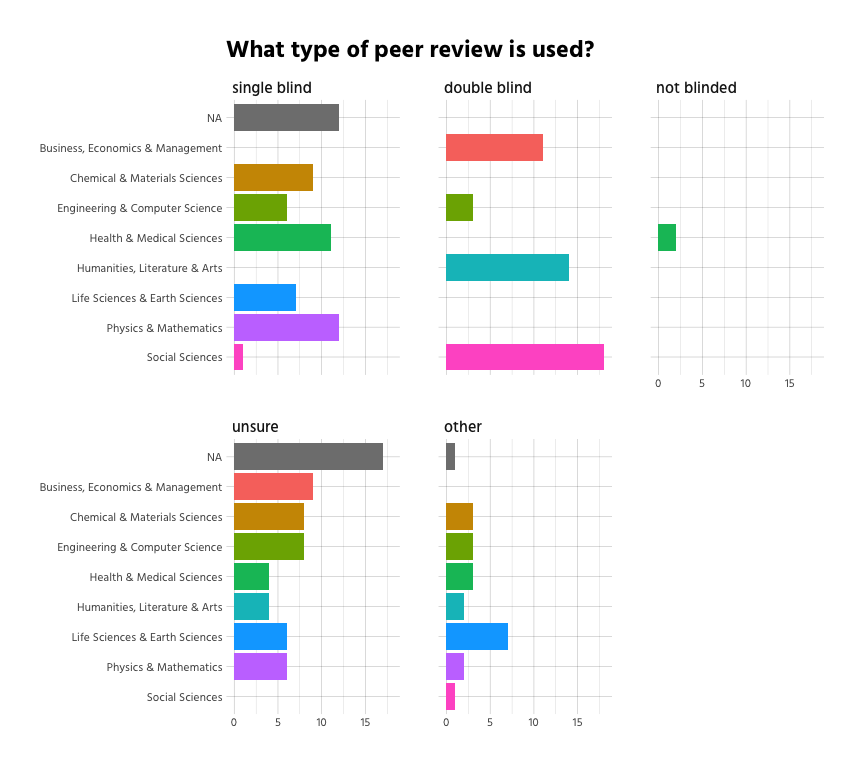 What type of peer review is used?
single blind
double blind
not blinded
NA
Business, Economics & Management
Chemical & Materials Sciences
Engineering & Computer Science
Health & Medical Sciences
Humanities, Literature & Arts
Life Sciences & Earth Sciences
Physics & Mathematics
Social Sciences
0 5 10 15
unsure
other
NA
Business, Economics & Management
Chemical & Materials Sciences
Engineering & Computer Science
Health & Medical Sciences
Humanities, Literature & Arts
Life Sciences & Earth Sciences
Physics & Mathematics
Social Sciences
0 5 10 15
0 5 10 15